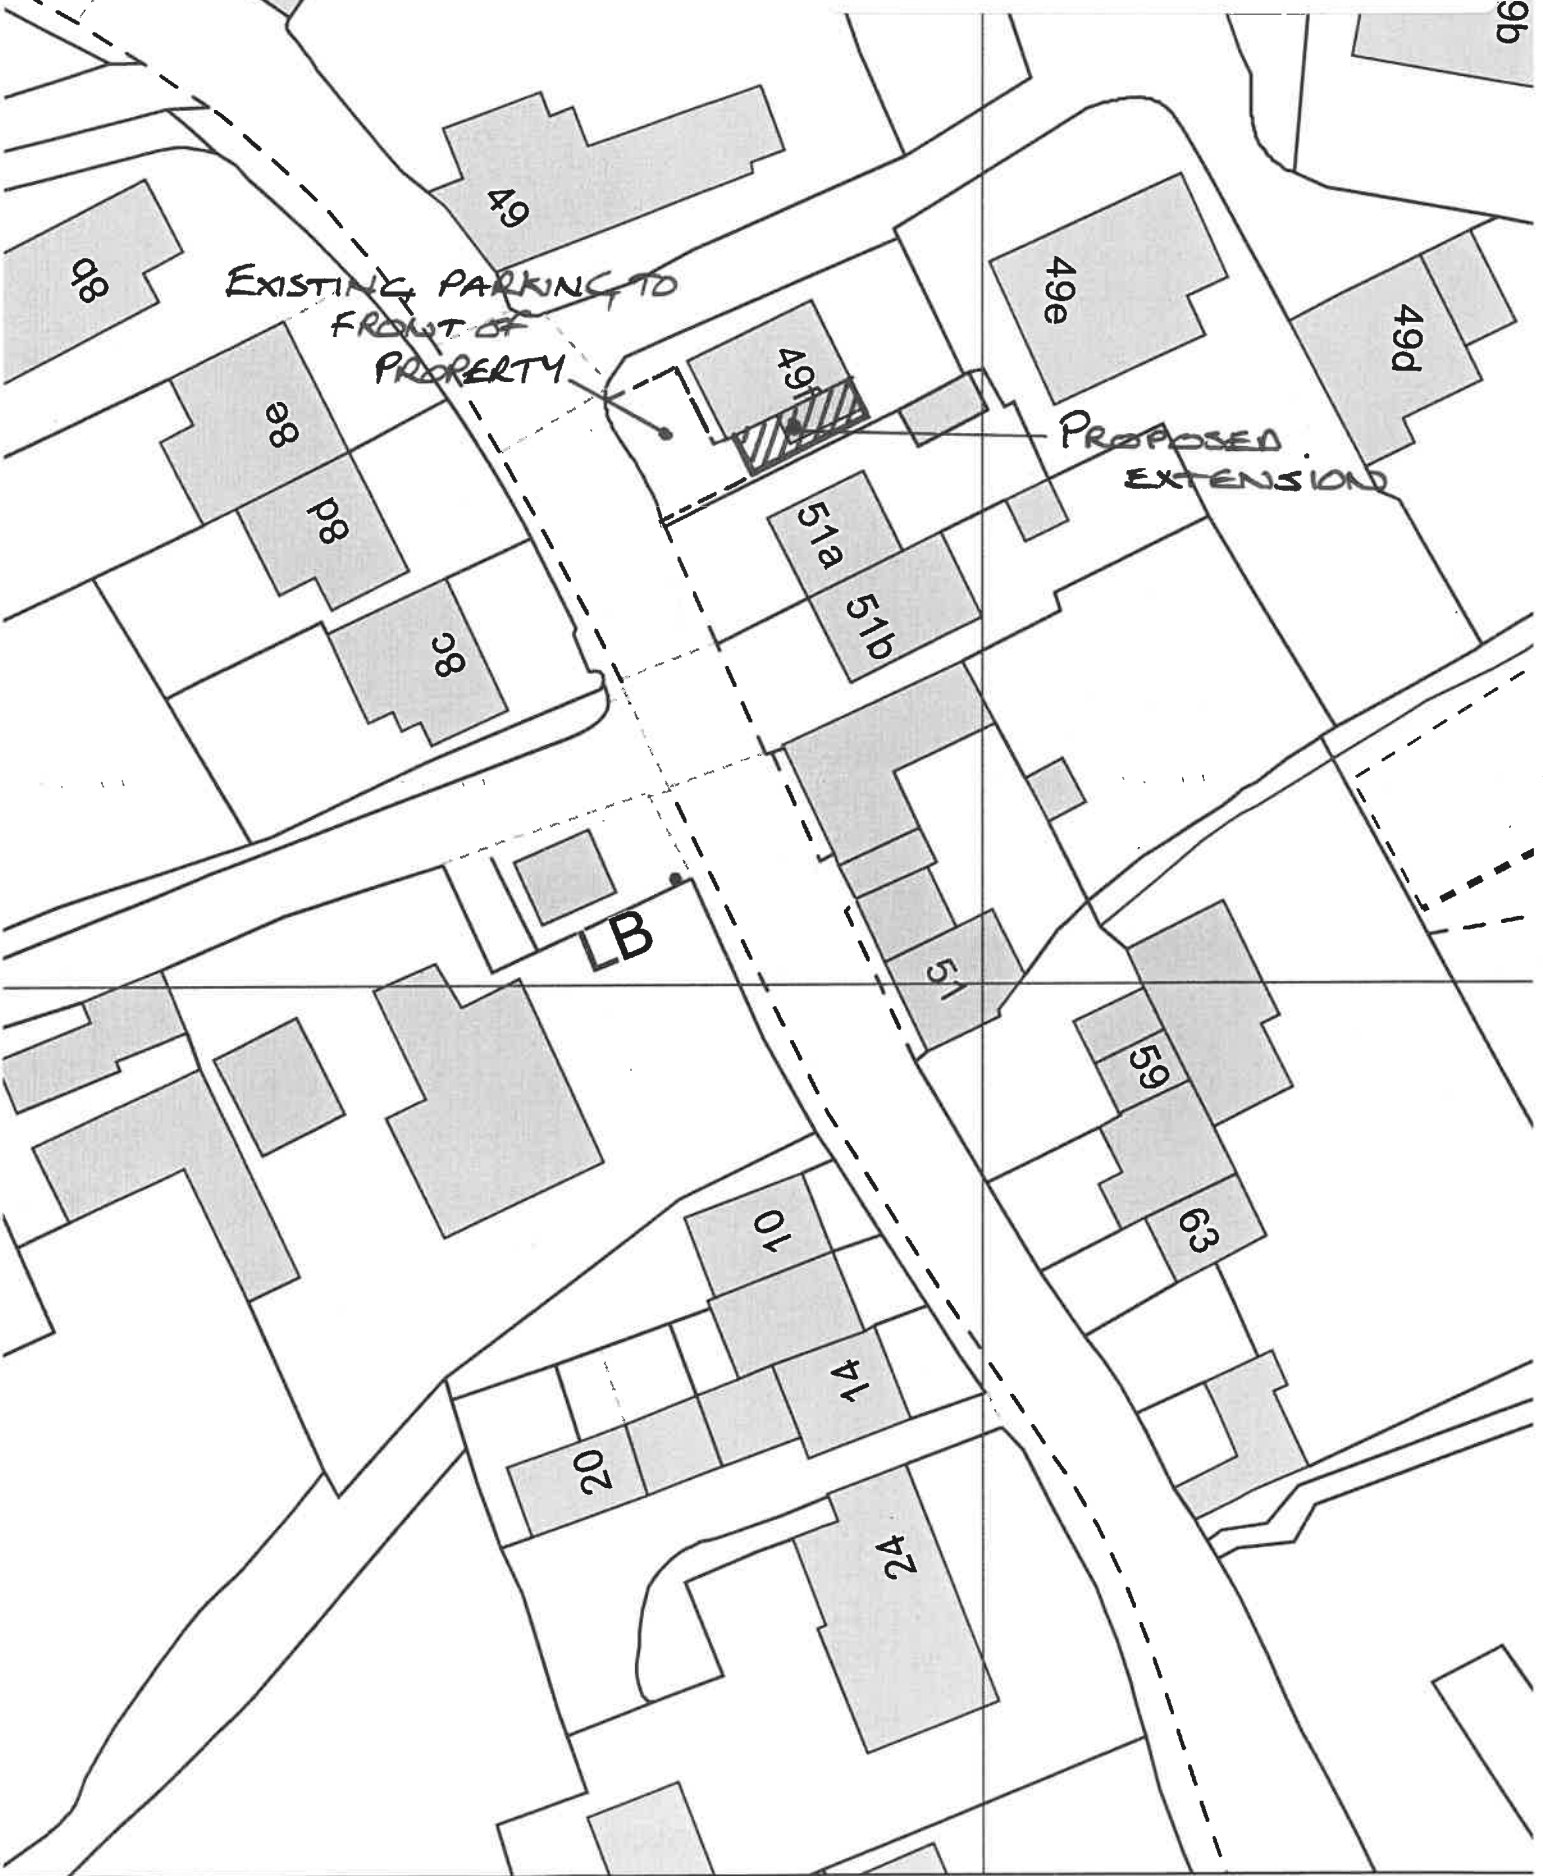 9b
49
8b
EXISTING PARKING TO
FRONT OF
PROPERTY
49e
49d
49f
8e
PROPOSED
EXTENSION
8d
51a
51b
8c
LB
51
59
10
63
14
20
24